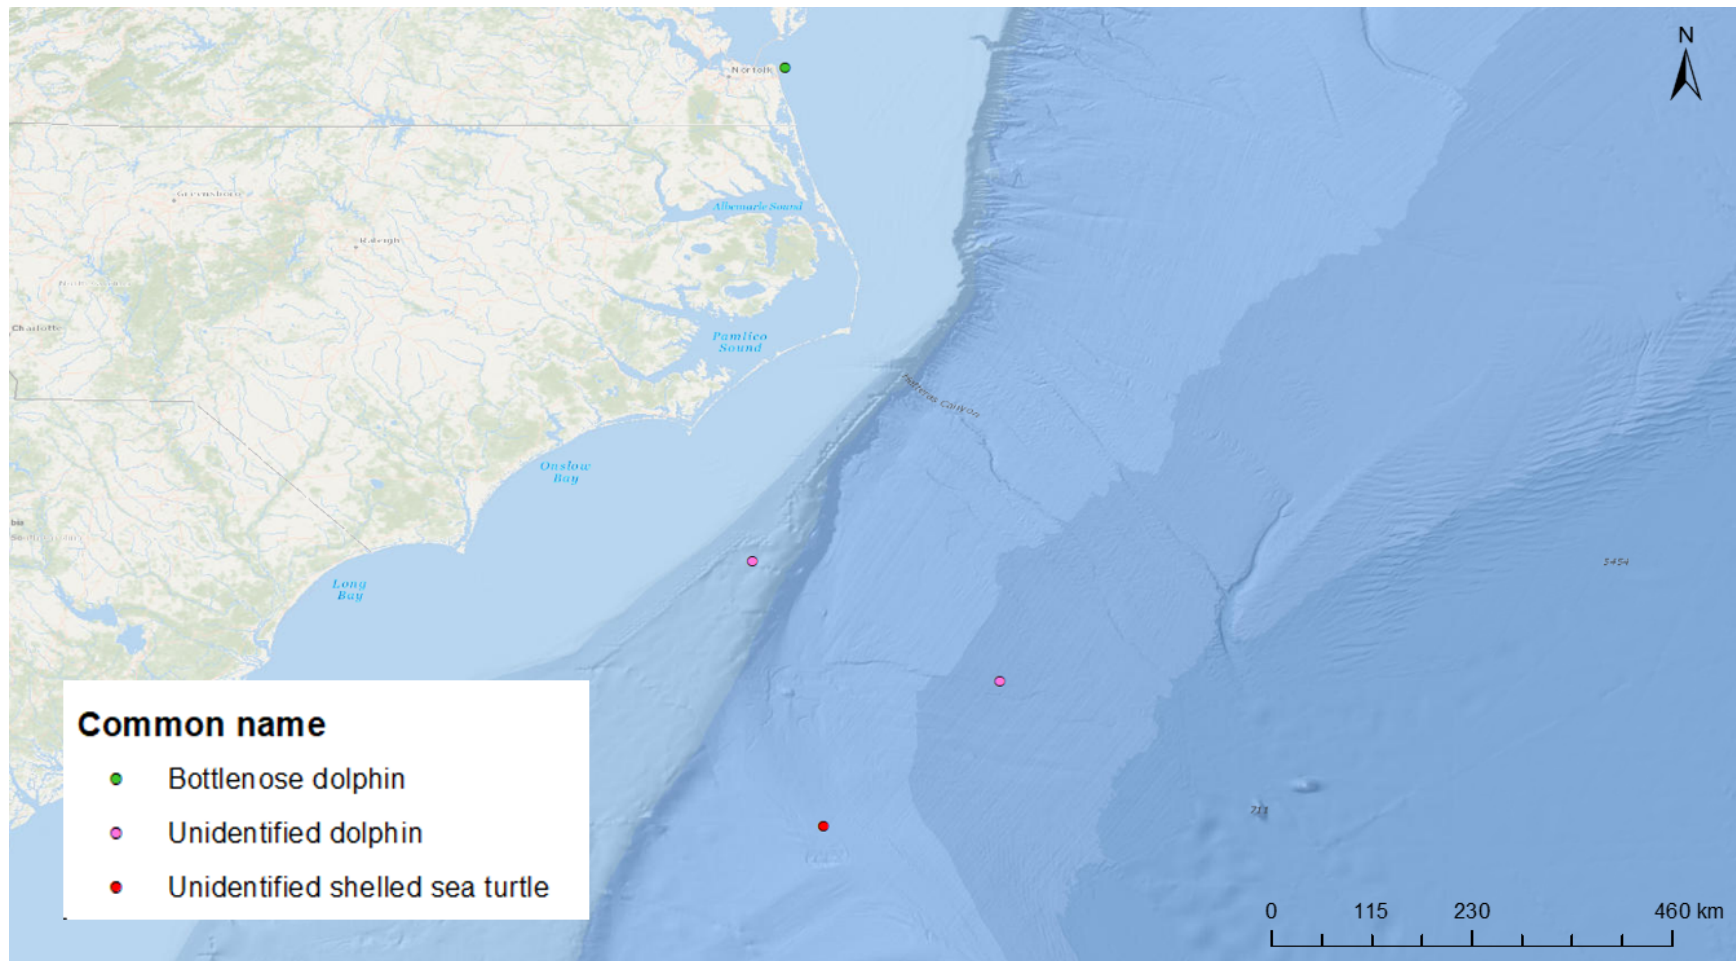 N
Norfolk
Greensboro
Raleigh
Albemarle Sound
Charlotte
Pamlico
Sound
Hatteras Canyon
Onslow
Bay
Long
Bay
5454
711
Common name
Bottlenose dolphin
Unidentified dolphin
Unidentified shelled sea turtle
0 115 230 460 km